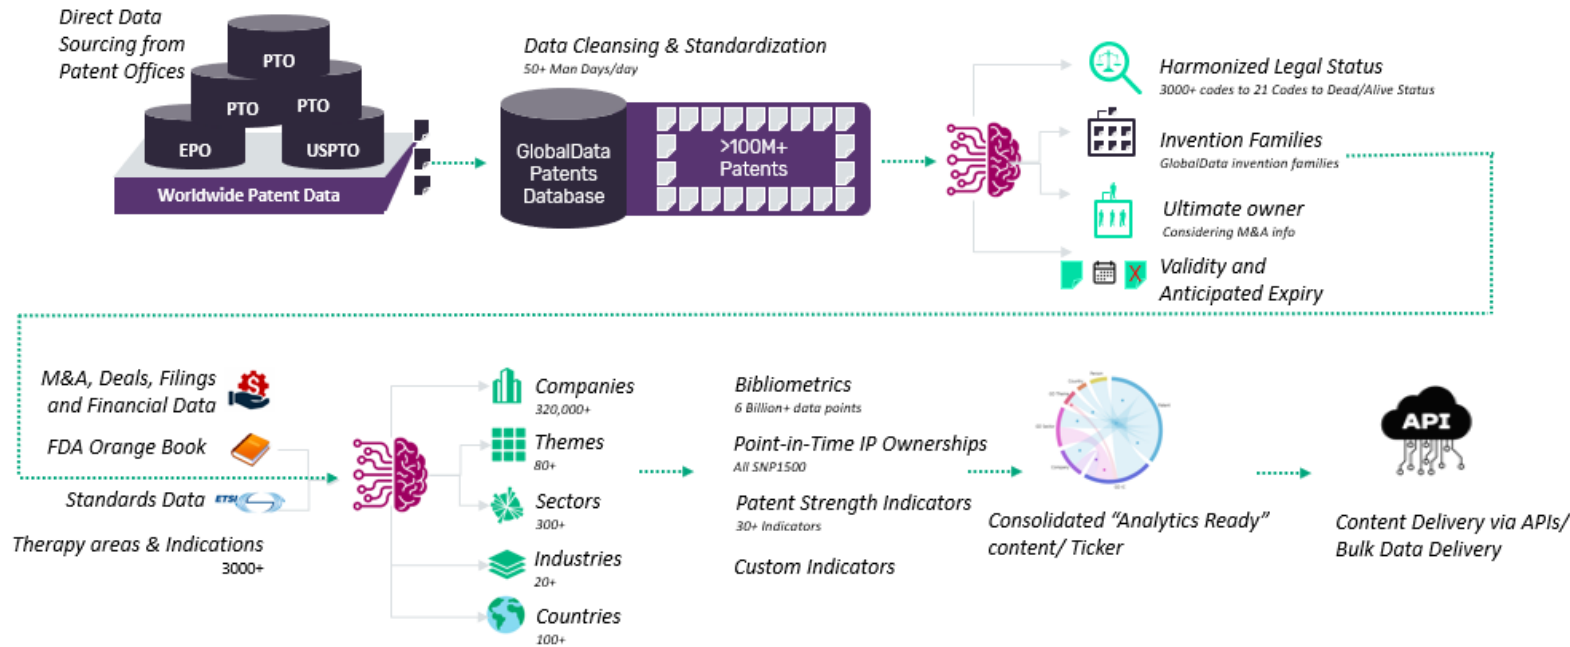 Direct Data
Sourcing from
Patent Offices
PTO
PTO
PTO
EPO
USPTO
Worldwide Patent Data
Data Cleansing & Standardization
50+ Man Days/day
GlobalData
Patents
Database
>100M+
Patents
Harmonized Legal Status
3000+ codes to 21 Codes to Dead/Alive Status
Invention Families
GlobalData invention families
Ultimate owner
Considering M&A info
Validity and
Anticipated Expiry
M&A, Deals, Filings
and Financial Data
FDA Orange Book
Standards Data
ETSI
Therapy areas & Indications
3000+
Companies
320,000+
Themes
80+
Sectors
300+
Industries
20+
Countries
100+
Bibliometrics
6 Billion+ data points
Point-in-Time IP Ownerships
All SNP1500
Patent Strength Indicators
30+ Indicators
Custom Indicators
Consolidated “Analytics Ready”
content/ Ticker
API
Content Delivery via APIs/
Bulk Data Delivery